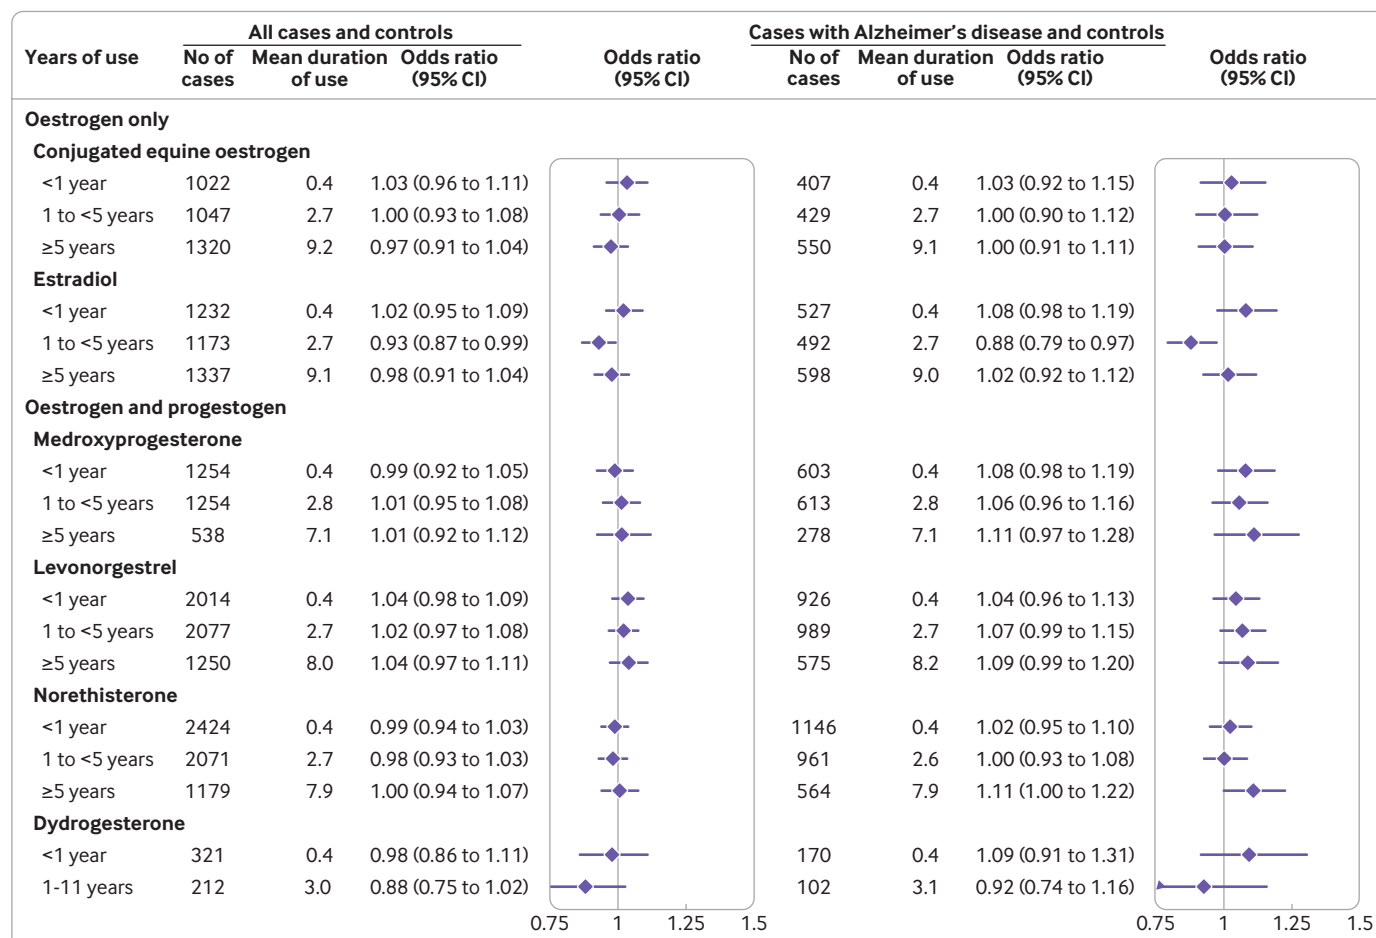 All cases and controls Cases with Alzheimer’s disease and controls
Years of use No of cases Mean duration of use Odds ratio (95% CI) Odds ratio (95% CI) No of cases Mean duration of use Odds ratio (95% CI) Odds ratio (95% CI)
Oestrogen only
Conjugated equine oestrogen
<1 year 1022 0.4 1.03 (0.96 to 1.11) 407 0.4 1.03 (0.92 to 1.15)
1 to <5 years 1047 2.7 1.00 (0.93 to 1.08) 429 2.7 1.00 (0.90 to 1.12)
≥5 years 1320 9.2 0.97 (0.91 to 1.04) 550 9.1 1.00 (0.91 to 1.11)
Estradiol
<1 year 1232 0.4 1.02 (0.95 to 1.09) 527 0.4 1.08 (0.98 to 1.19)
1 to <5 years 1173 2.7 0.93 (0.87 to 0.99) 492 2.7 0.88 (0.79 to 0.97)
≥5 years 1337 9.1 0.98 (0.91 to 1.04) 598 9.0 1.02 (0.92 to 1.12)
Oestrogen and progestogen
Medroxyprogesterone
<1 year 1254 0.4 0.99 (0.92 to 1.05) 603 0.4 1.08 (0.98 to 1.19)
1 to <5 years 1254 2.8 1.01 (0.95 to 1.08) 613 2.8 1.06 (0.96 to 1.16)
≥5 years 538 7.1 1.01 (0.92 to 1.12) 278 7.1 1.11 (0.97 to 1.28)
Levonorgestrel
<1 year 2014 0.4 1.04 (0.98 to 1.09) 926 0.4 1.04 (0.96 to 1.13)
1 to <5 years 2077 2.7 1.02 (0.97 to 1.08) 989 2.7 1.07 (0.99 to 1.15)
≥5 years 1250 8.0 1.04 (0.97 to 1.11) 575 8.2 1.09 (0.99 to 1.20)
Norethisterone
<1 year 2424 0.4 0.99 (0.94 to 1.03) 1146 0.4 1.02 (0.95 to 1.10)
1 to <5 years 2071 2.7 0.98 (0.93 to 1.03) 961 2.6 1.00 (0.93 to 1.08)
≥5 years 1179 7.9 1.00 (0.94 to 1.07) 564 7.9 1.11 (1.00 to 1.22)
Dydrogesterone
<1 year 321 0.4 0.98 (0.86 to 1.11) 170 0.4 1.09 (0.91 to 1.31)
1-11 years 212 3.0 0.88 (0.75 to 1.02) 102 3.1 0.92 (0.74 to 1.16)
0.75 1 1.25 1.5 0.75 1 1.25 1.5